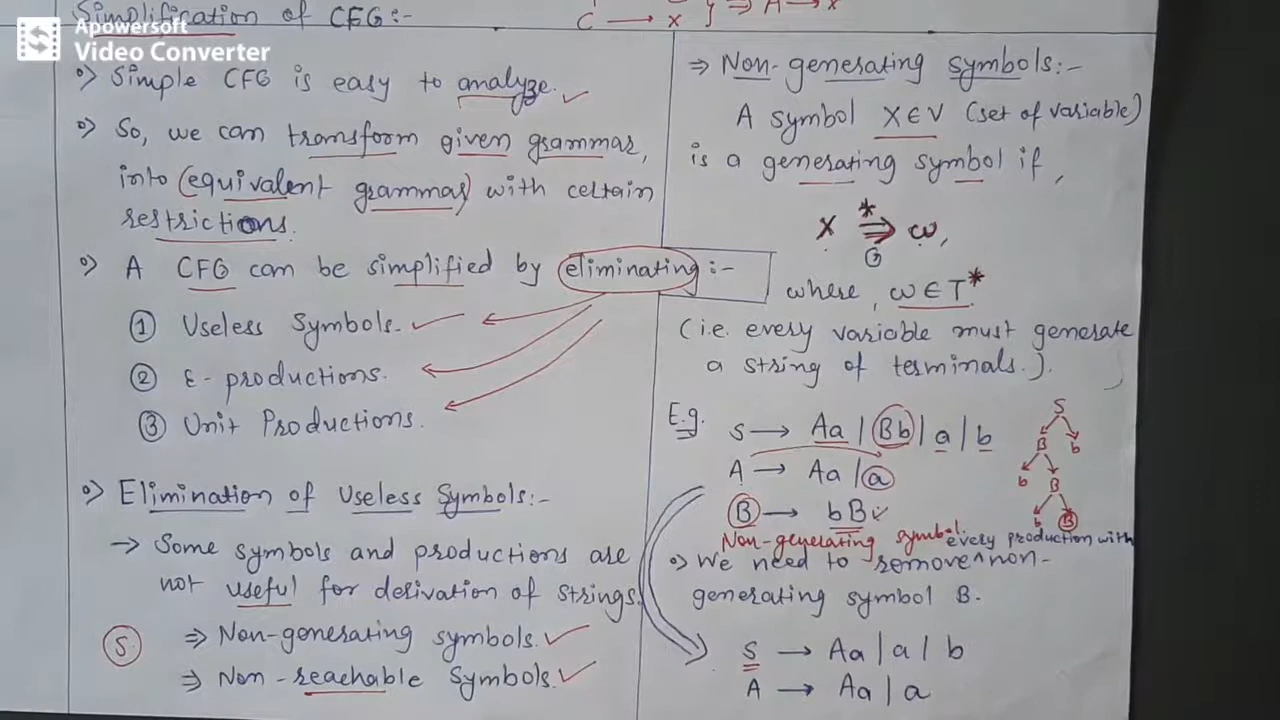 Simplification of CFG:-
C → x } ⇒ A → x
Apowersoft
Video Converter
Simple CFG is easy to analyze.
So, we can transform given grammar,
into (equivalent grammar) with certain
restrictions.
A CFG can be simplified by eliminating :-
① Useless Symbols.
② ε-productions.
③ Unit Productions.
Elimination of Useless Symbols:-
→ Some symbols and productions are
not useful for derivation of strings.
S ⇒ Non-generating symbols.
⇒ Non-reachable Symbols.
⇒ Non-generating symbols:-
A symbol X∈V (set of variable)
is a generating symbol if,
X *⇒ G ω,
where, ω∈T*
(i.e. every variable must generate
a string of terminals.).
E.g. S → Aa | Bb | a | b
A → Aa | a
B → bB
Non-generating symbol.
S
B b
b B
b B
every production with
We need to remove ^ non-
generating symbol B.
S → Aa | a | b
A → Aa | a